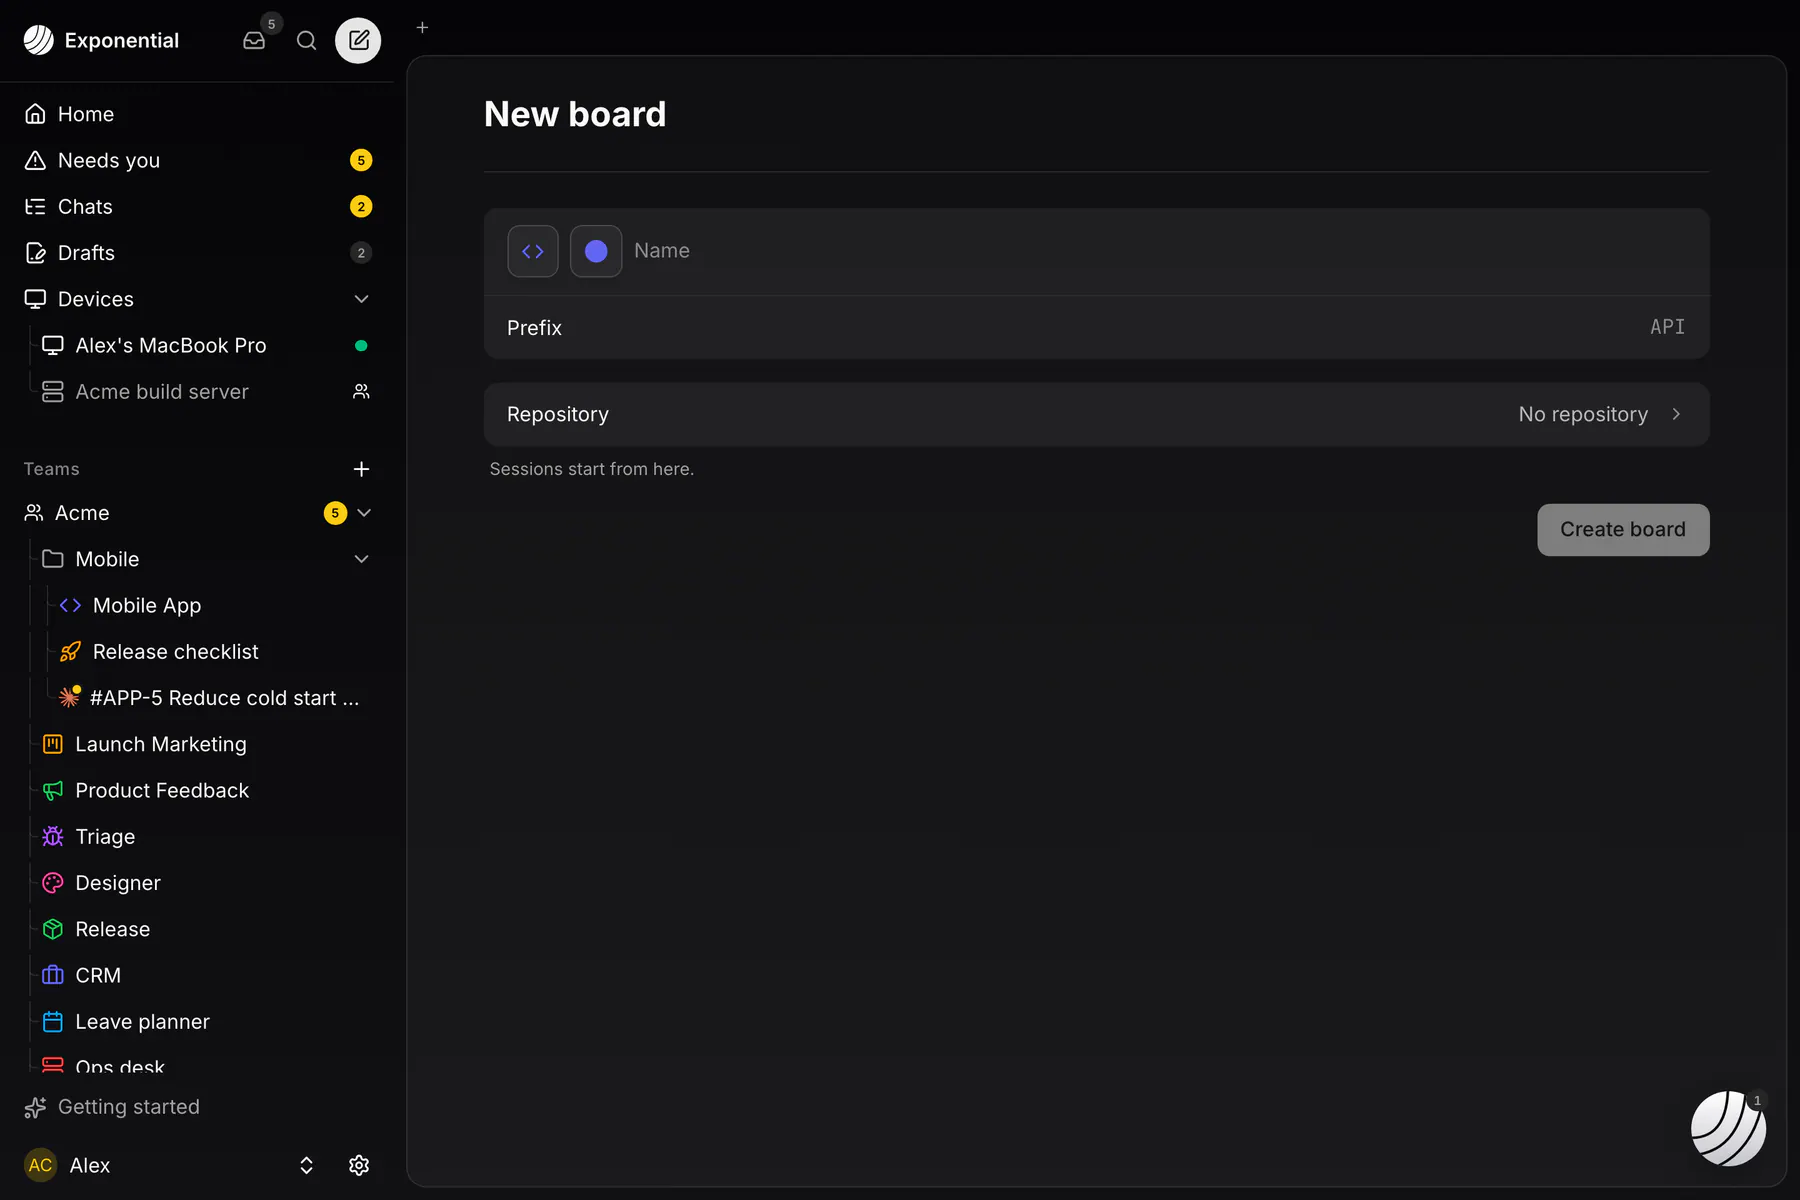 Exponential
5
Home
Needs you
5
Chats
2
Drafts
2
Devices
Alex's MacBook Pro
Acme build server
Teams
Acme
5
Mobile
Mobile App
Release checklist
#APP-5 Reduce cold start ...
Launch Marketing
Product Feedback
Triage
Designer
Release
CRM
Leave planner
Ops desk
Getting started
AC
Alex
New board
Name
Prefix
API
Repository
No repository
Sessions start from here.
Create board
1